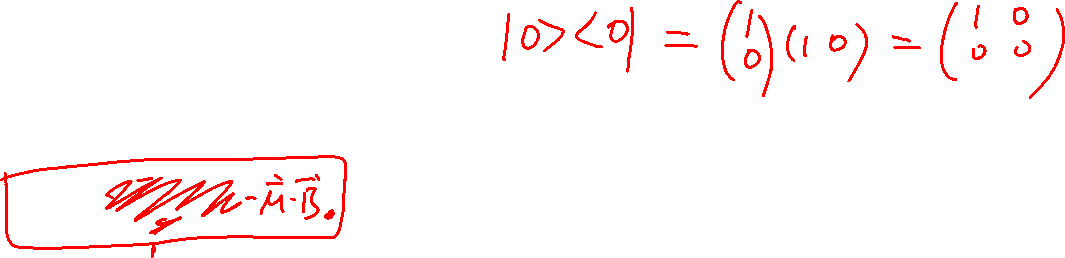 |0><0| = (1 0) (1 0) = (1 0 0 0)
-μ⃗·B⃗.